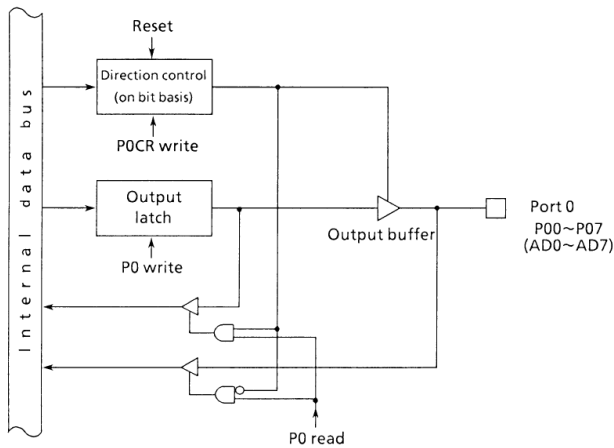 Reset
Direction control
(on bit basis)
P0CR write
Output
latch
P0 write
Output buffer
Port 0
P00~P07
(AD0~AD7)
P0 read
Internal data bus